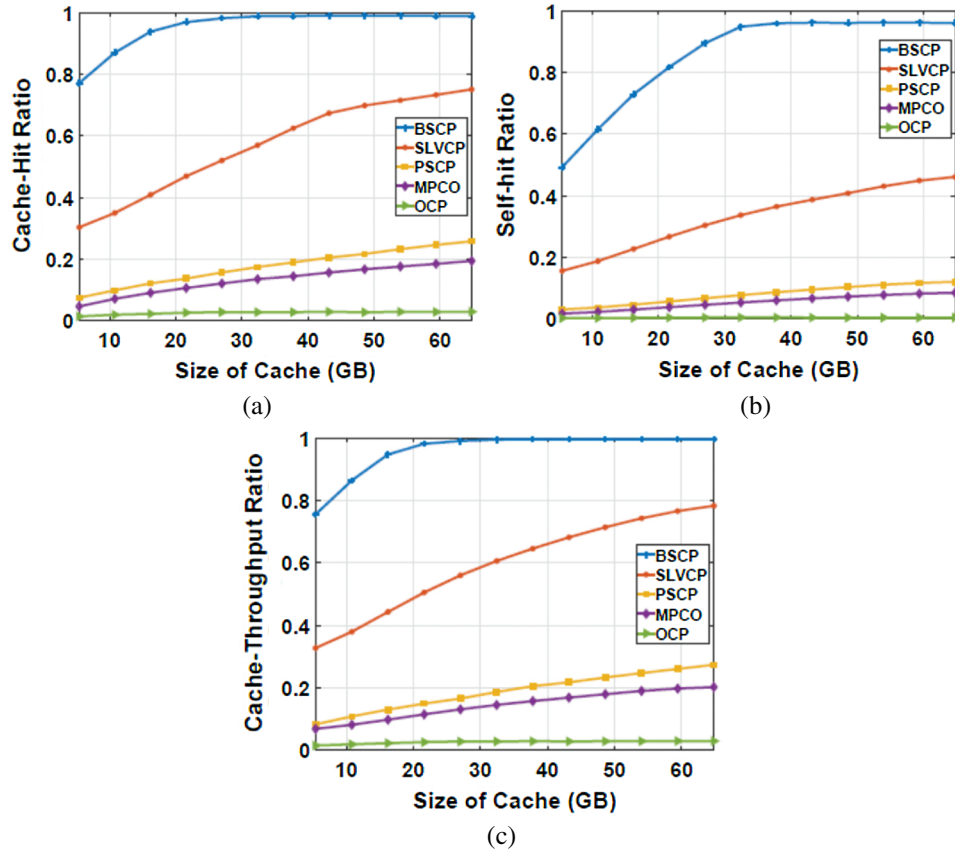 1
0.8
0.6
0.4
0.2
0
Cache-Hit Ratio
BSCP
SLVCP
PSCP
MPCO
OCP
10 20 30 40 50 60
Size of Cache (GB)
(a)
1
0.8
0.6
0.4
0.2
0
Self-hit Ratio
BSCP
SLVCP
PSCP
MPCO
OCP
10 20 30 40 50 60
Size of Cache (GB)
(b)
1
0.8
0.6
0.4
0.2
0
Cache-Throughput Ratio
BSCP
SLVCP
PSCP
MPCO
OCP
10 20 30 40 50 60
Size of Cache (GB)
(c)